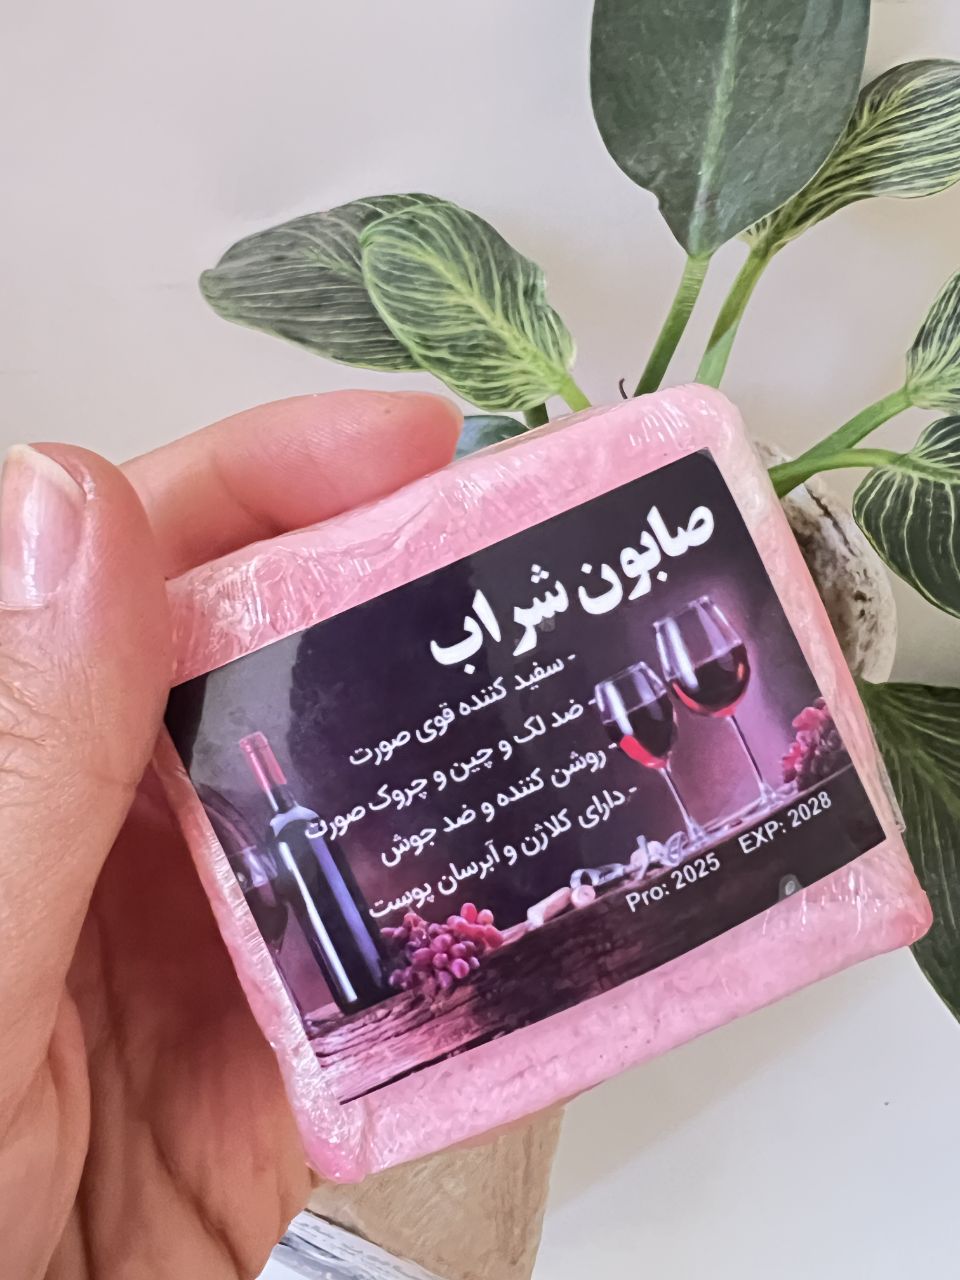 صابون شراب
- سفید کننده قوی صورت
- ضد لک و چین و چروک صورت
- روشن کننده و ضد جوش
- دارای کلاژن و آبرسان پوست
Pro: 2025 EXP: 2028